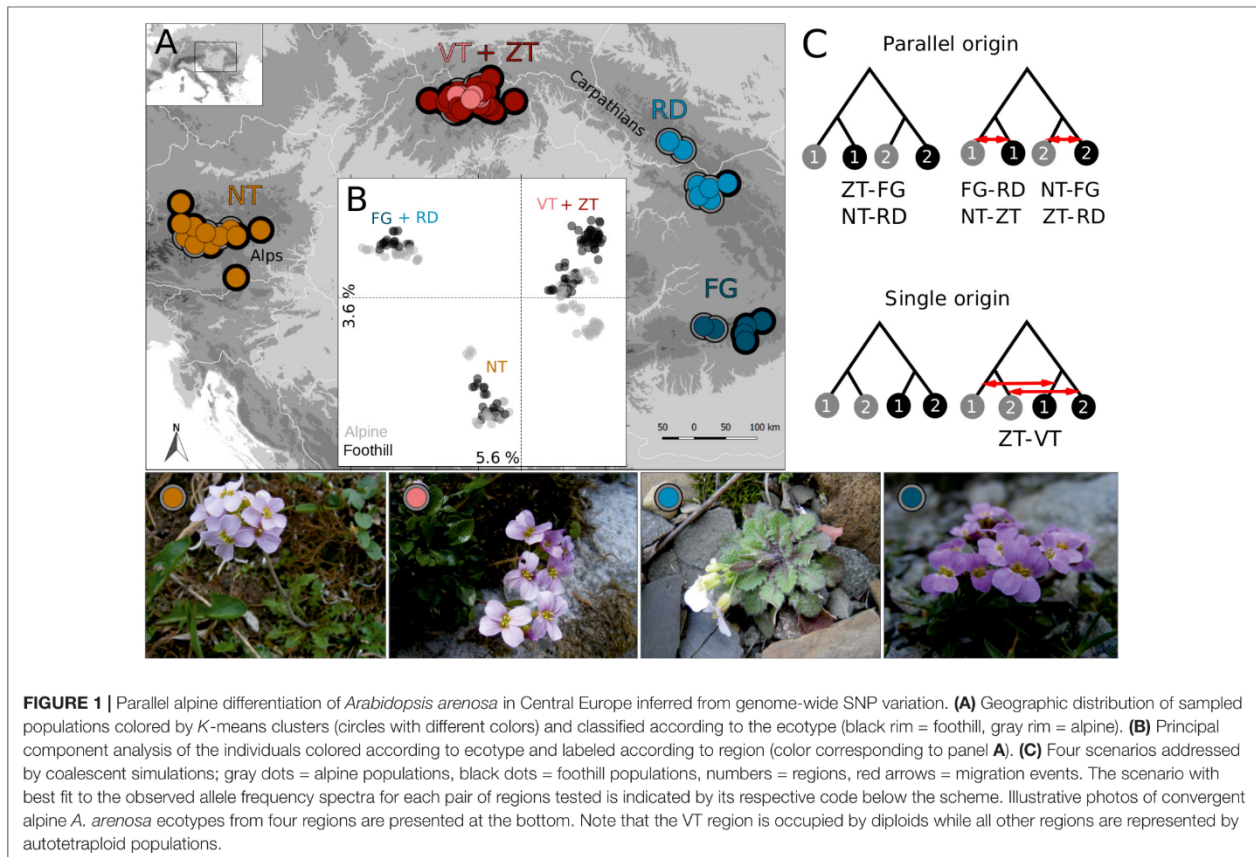 A
VT + ZT
Carpathians
RD
NT
Alps
FG
N
50 0 50 100 km
B
FG + RD
VT + ZT
3.6 %
NT
Alpine
Foothill
5.6 %
C
Parallel origin
1 1 2 2
1 1 2 2
ZT-FG
NT-RD
FG-RD NT-FG
NT-ZT ZT-RD
Single origin
1 2 1 2
1 2 1 2
ZT-VT
FIGURE 1 | Parallel alpine differentiation of Arabidopsis arenosa in Central Europe inferred from genome-wide SNP variation. (A) Geographic distribution of sampled
populations colored by K-means clusters (circles with different colors) and classified according to the ecotype (black rim = foothill, gray rim = alpine). (B) Principal
component analysis of the individuals colored according to ecotype and labeled according to region (color corresponding to panel A). (C) Four scenarios addressed
by coalescent simulations; gray dots = alpine populations, black dots = foothill populations, numbers = regions, red arrows = migration events. The scenario with
best fit to the observed allele frequency spectra for each pair of regions tested is indicated by its respective code below the scheme. Illustrative photos of convergent
alpine A. arenosa ecotypes from four regions are presented at the bottom. Note that the VT region is occupied by diploids while all other regions are represented by
autotetraploid populations.